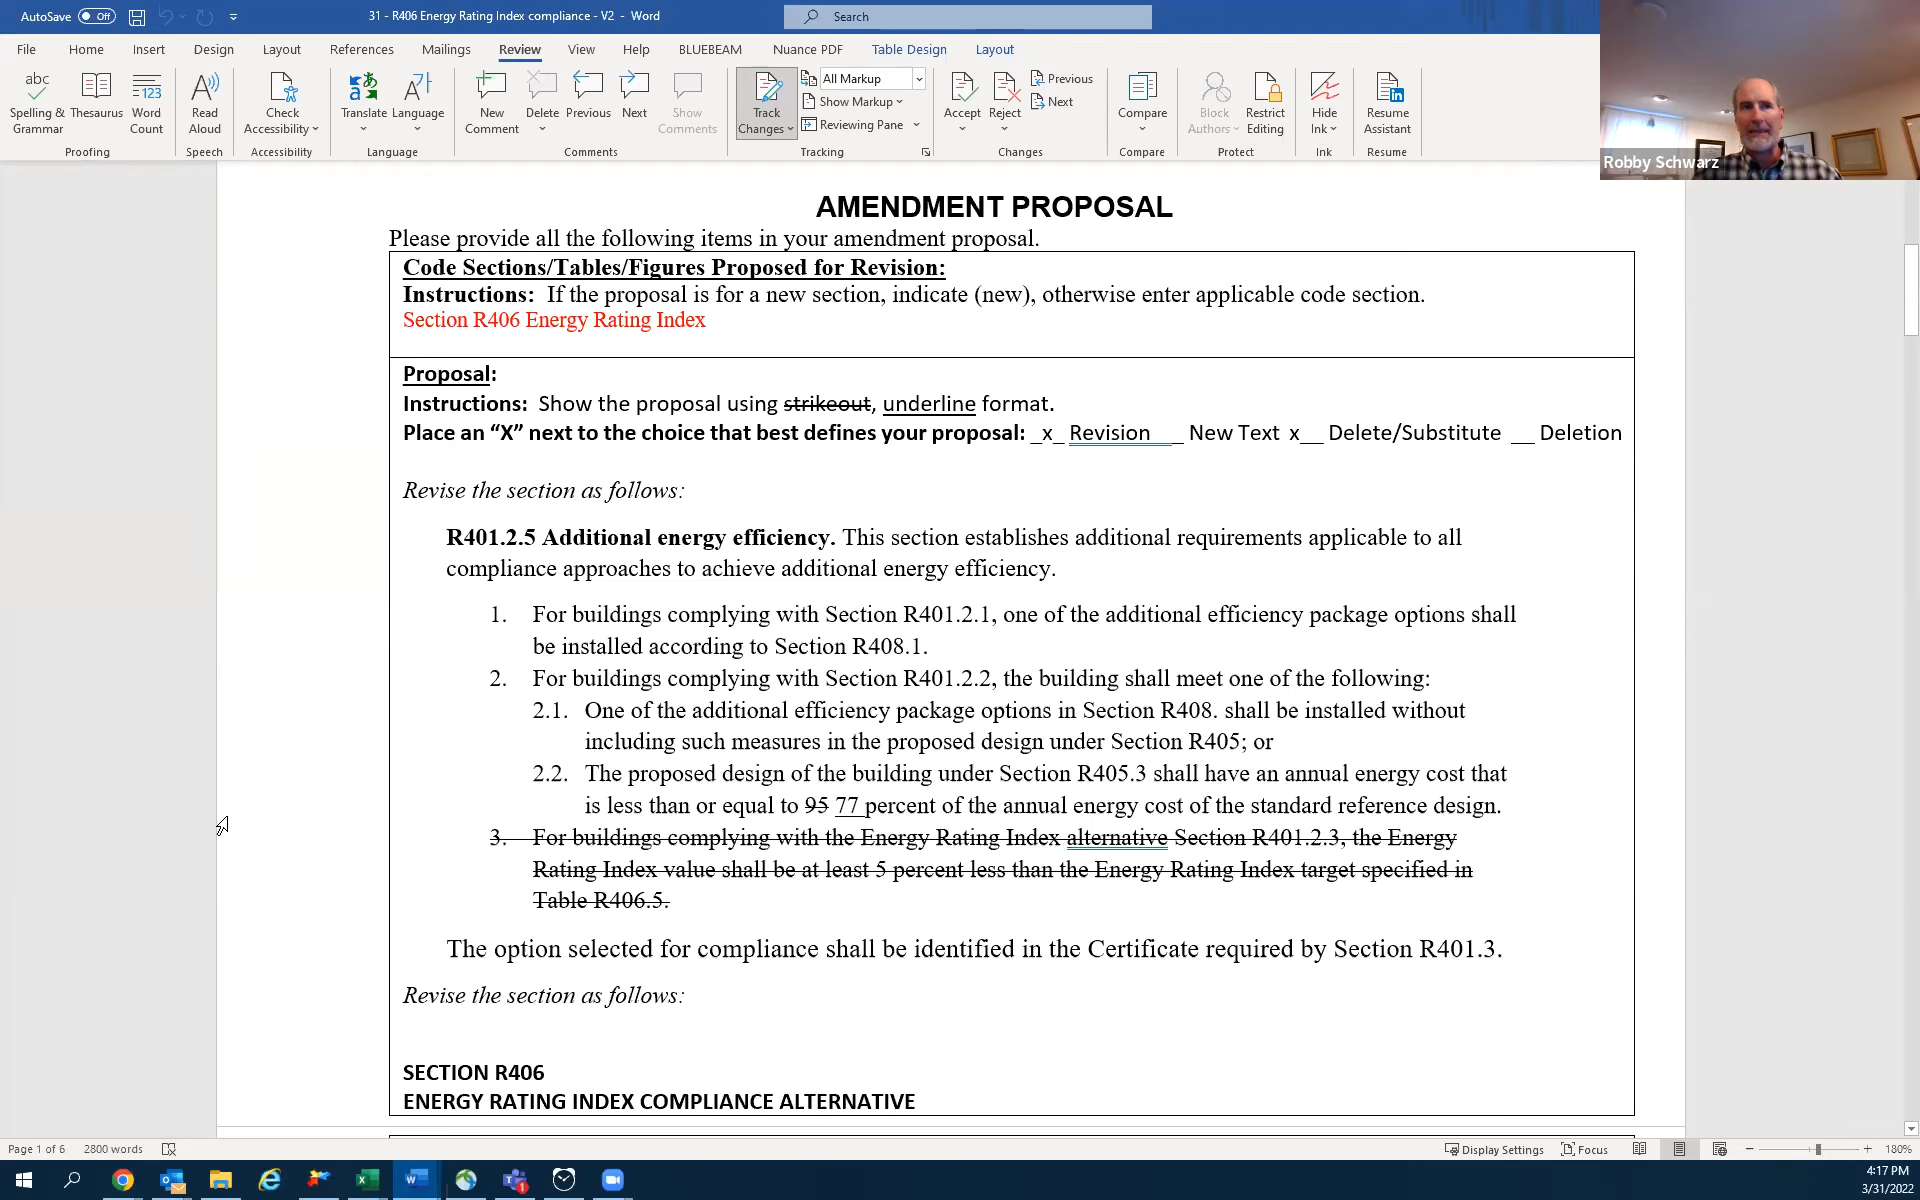 AutoSave Off 31 - R406 Energy Rating Index compliance - V2 - Word Search
File Home Insert Design Layout References Mailings Review View Help BLUEBEAM Nuance PDF Table Design Layout
Spelling & Grammar Thesaurus Word Count Read Aloud Check Accessibility Translate Language New Comment Delete Previous Next Show Comments Track Changes All Markup Show Markup Reviewing Pane Accept Reject Previous Next Compare Block Authors Restrict Editing Hide Ink Resume Assistant
Proofing Speech Accessibility Language Comments Tracking Changes Compare Protect Ink Resume
Robby Schwarz
AMENDMENT PROPOSAL
Please provide all the following items in your amendment proposal.
Code Sections/Tables/Figures Proposed for Revision:
Instructions: If the proposal is for a new section, indicate (new), otherwise enter applicable code section.
Section R406 Energy Rating Index
Proposal:
Instructions: Show the proposal using strikeout, underline format.
Place an “X” next to the choice that best defines your proposal: _x_ Revision __ New Text x__ Delete/Substitute __ Deletion
Revise the section as follows:
R401.2.5 Additional energy efficiency. This section establishes additional requirements applicable to all
compliance approaches to achieve additional energy efficiency.
1. For buildings complying with Section R401.2.1, one of the additional efficiency package options shall
be installed according to Section R408.1.
2. For buildings complying with Section R401.2.2, the building shall meet one of the following:
2.1. One of the additional efficiency package options in Section R408. shall be installed without
including such measures in the proposed design under Section R405; or
2.2. The proposed design of the building under Section R405.3 shall have an annual energy cost that
is less than or equal to 95 77 percent of the annual energy cost of the standard reference design.
3. For buildings complying with the Energy Rating Index alternative Section R401.2.3, the Energy
Rating Index value shall be at least 5 percent less than the Energy Rating Index target specified in
Table R406.5.
The option selected for compliance shall be identified in the Certificate required by Section R401.3.
Revise the section as follows:
SECTION R406
ENERGY RATING INDEX COMPLIANCE ALTERNATIVE
Page 1 of 6 2800 words Display Settings Focus 180%
4:17 PM
3/31/2022